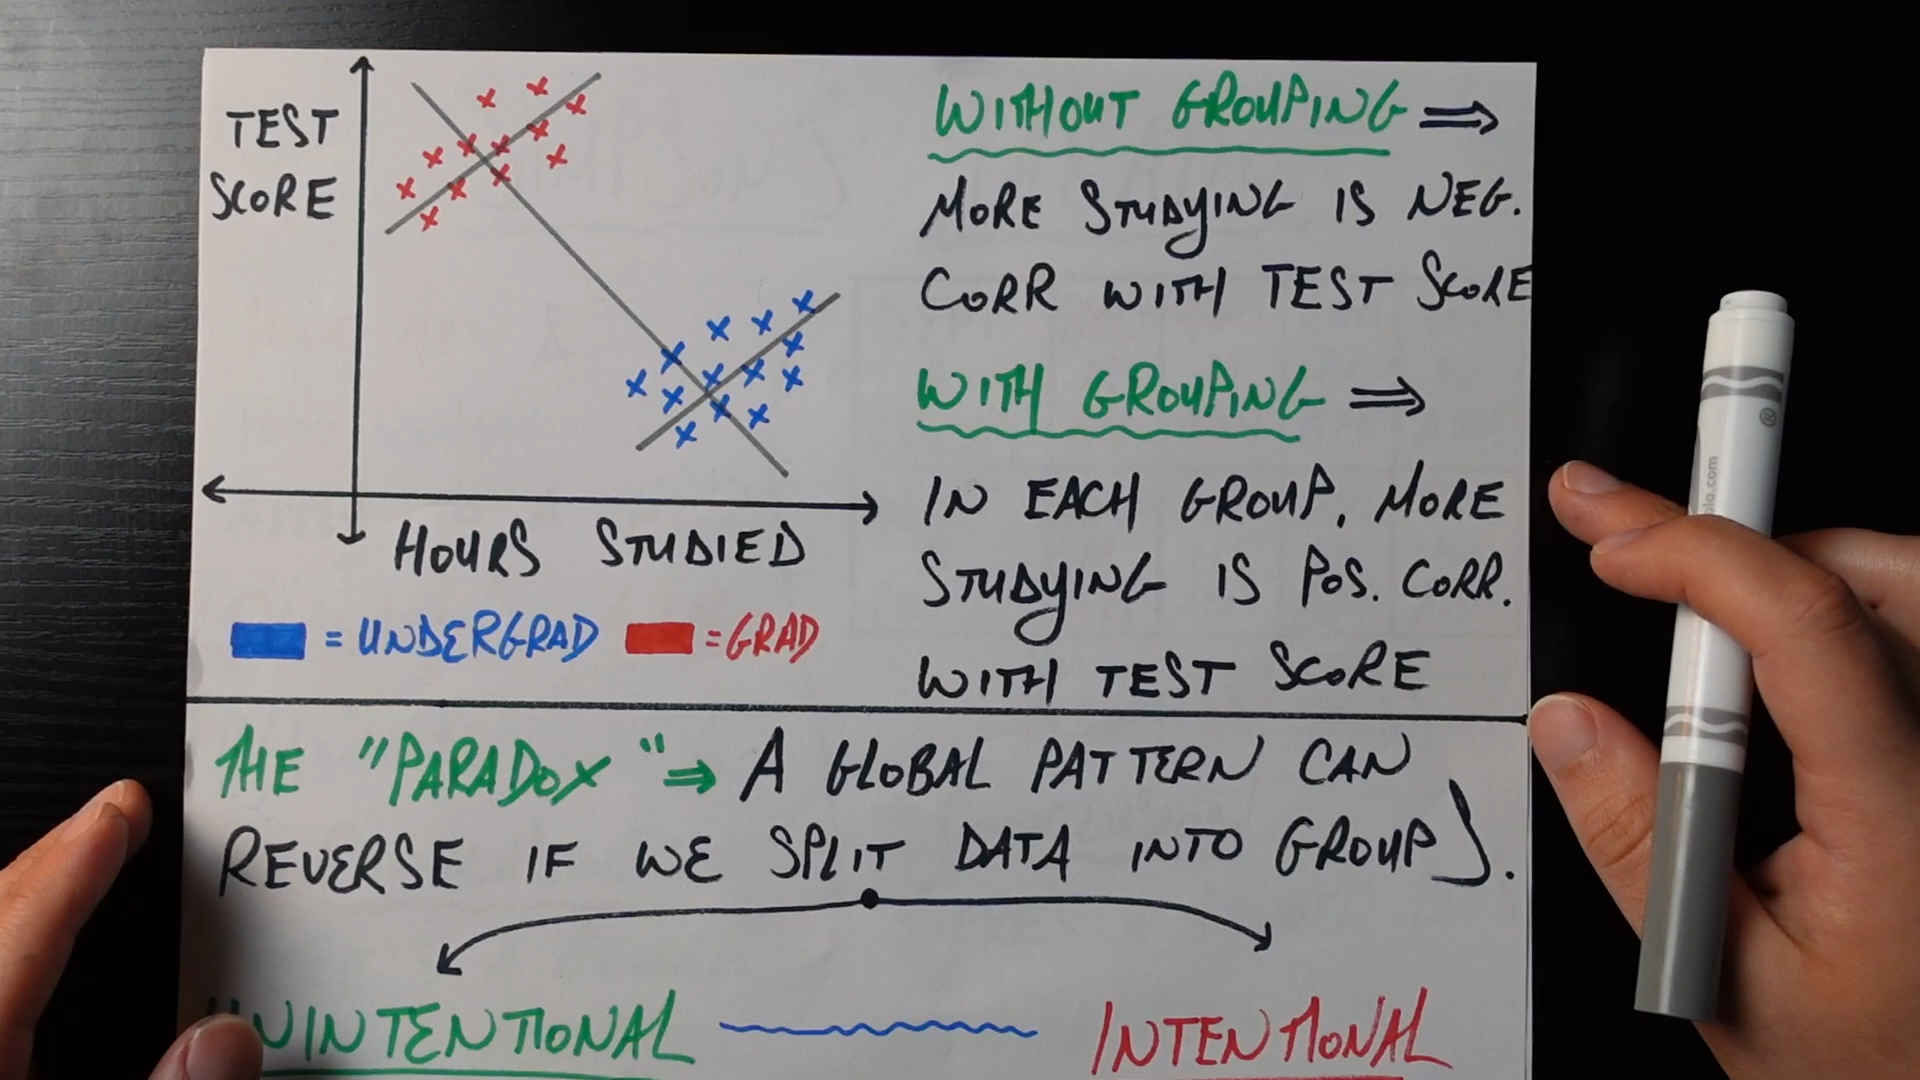 TEST
SCORE
HOURS STUDIED
= UNDERGRAD
= GRAD
WITHOUT GROUPING ⇒
MORE STUDYING IS NEG.
CORR WITH TEST SCORE
WITH GROUPING ⇒
IN EACH GROUP, MORE
STUDYING IS POS. CORR.
WITH TEST SCORE
THE "PARADOX" ⇒ A GLOBAL PATTERN CAN
REVERSE IF WE SPLIT DATA INTO GROUPS.
UNINTENTIONAL
INTENTIONAL
®